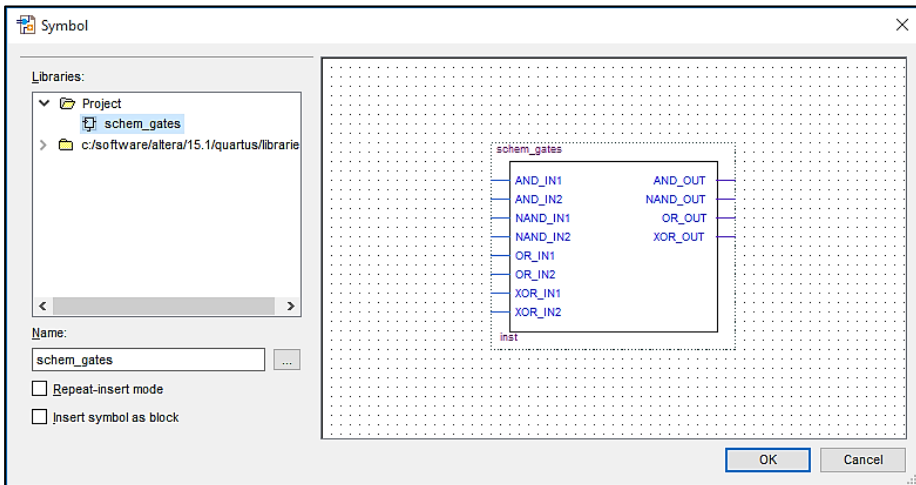 Symbol
Libraries:
Project
schem_gates
c:/software/altera/15.1/quartus/librarie
Name:
schem_gates
...
Repeat-insert mode
Insert symbol as block
schem_gates
AND_IN1 AND_OUT
AND_IN2 NAND_OUT
NAND_IN1 OR_OUT
NAND_IN2 XOR_OUT
OR_IN1
OR_IN2
XOR_IN1
XOR_IN2
inst
OK Cancel